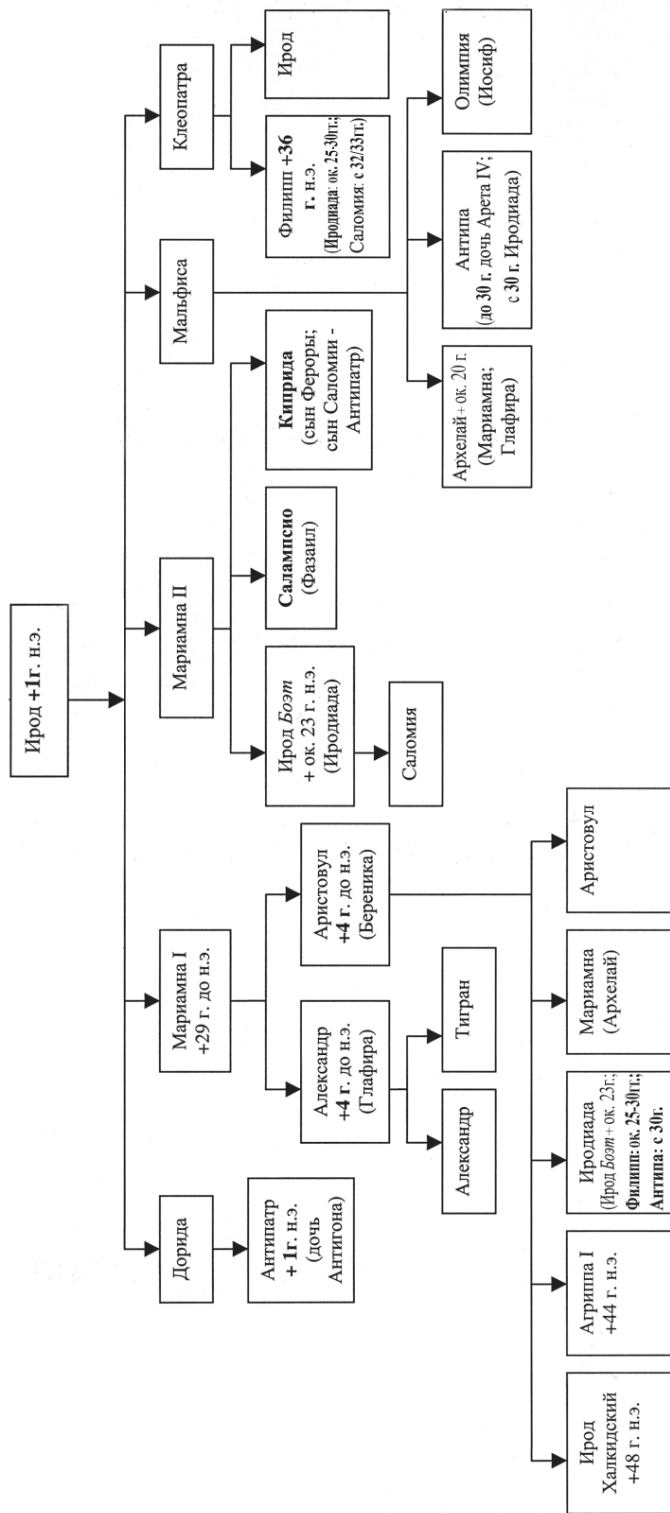 Ирод +1г. н.э.
Дорида
Мариамна I
+29 г. до н.э.
Мариамна II
Мальфиса
Клеопатра
Антипатр
+ 1г. н.э.
(дочь
Антигона)
Александр
+4 г. до н.э.
(Глафира)
Аристовул
+4 г. до н.э.
(Береника)
Ирод Боэт
+ ок. 23 г. н.э.
(Иродиада)
Салампсио
(Фазаил)
Киприда
(сын Фероры;
сын Саломии -
Антипатр)
Филипп +36
г. н.э.
(Иродиада: ок. 25-30гг.;
Саломия: с 32/33гг.)
Ирод
Александр
Тигран
Саломия
Архелай+ ок. 20 г.
(Мариамна;
Глафира)
Антипа
(до 30 г. дочь Арета IV;
с 30 г. Иродиада)
Олимпия
(Иосиф)
Ирод
Халкидский
+48 г. н.э.
Агриппа I
+44 г. н.э.
Иродиада
(Ирод Боэт+ ок. 23г.;
Филипп: ок. 25-30гг.;
Антипа: с 30г.
Мариамна
(Архелай)
Аристовул